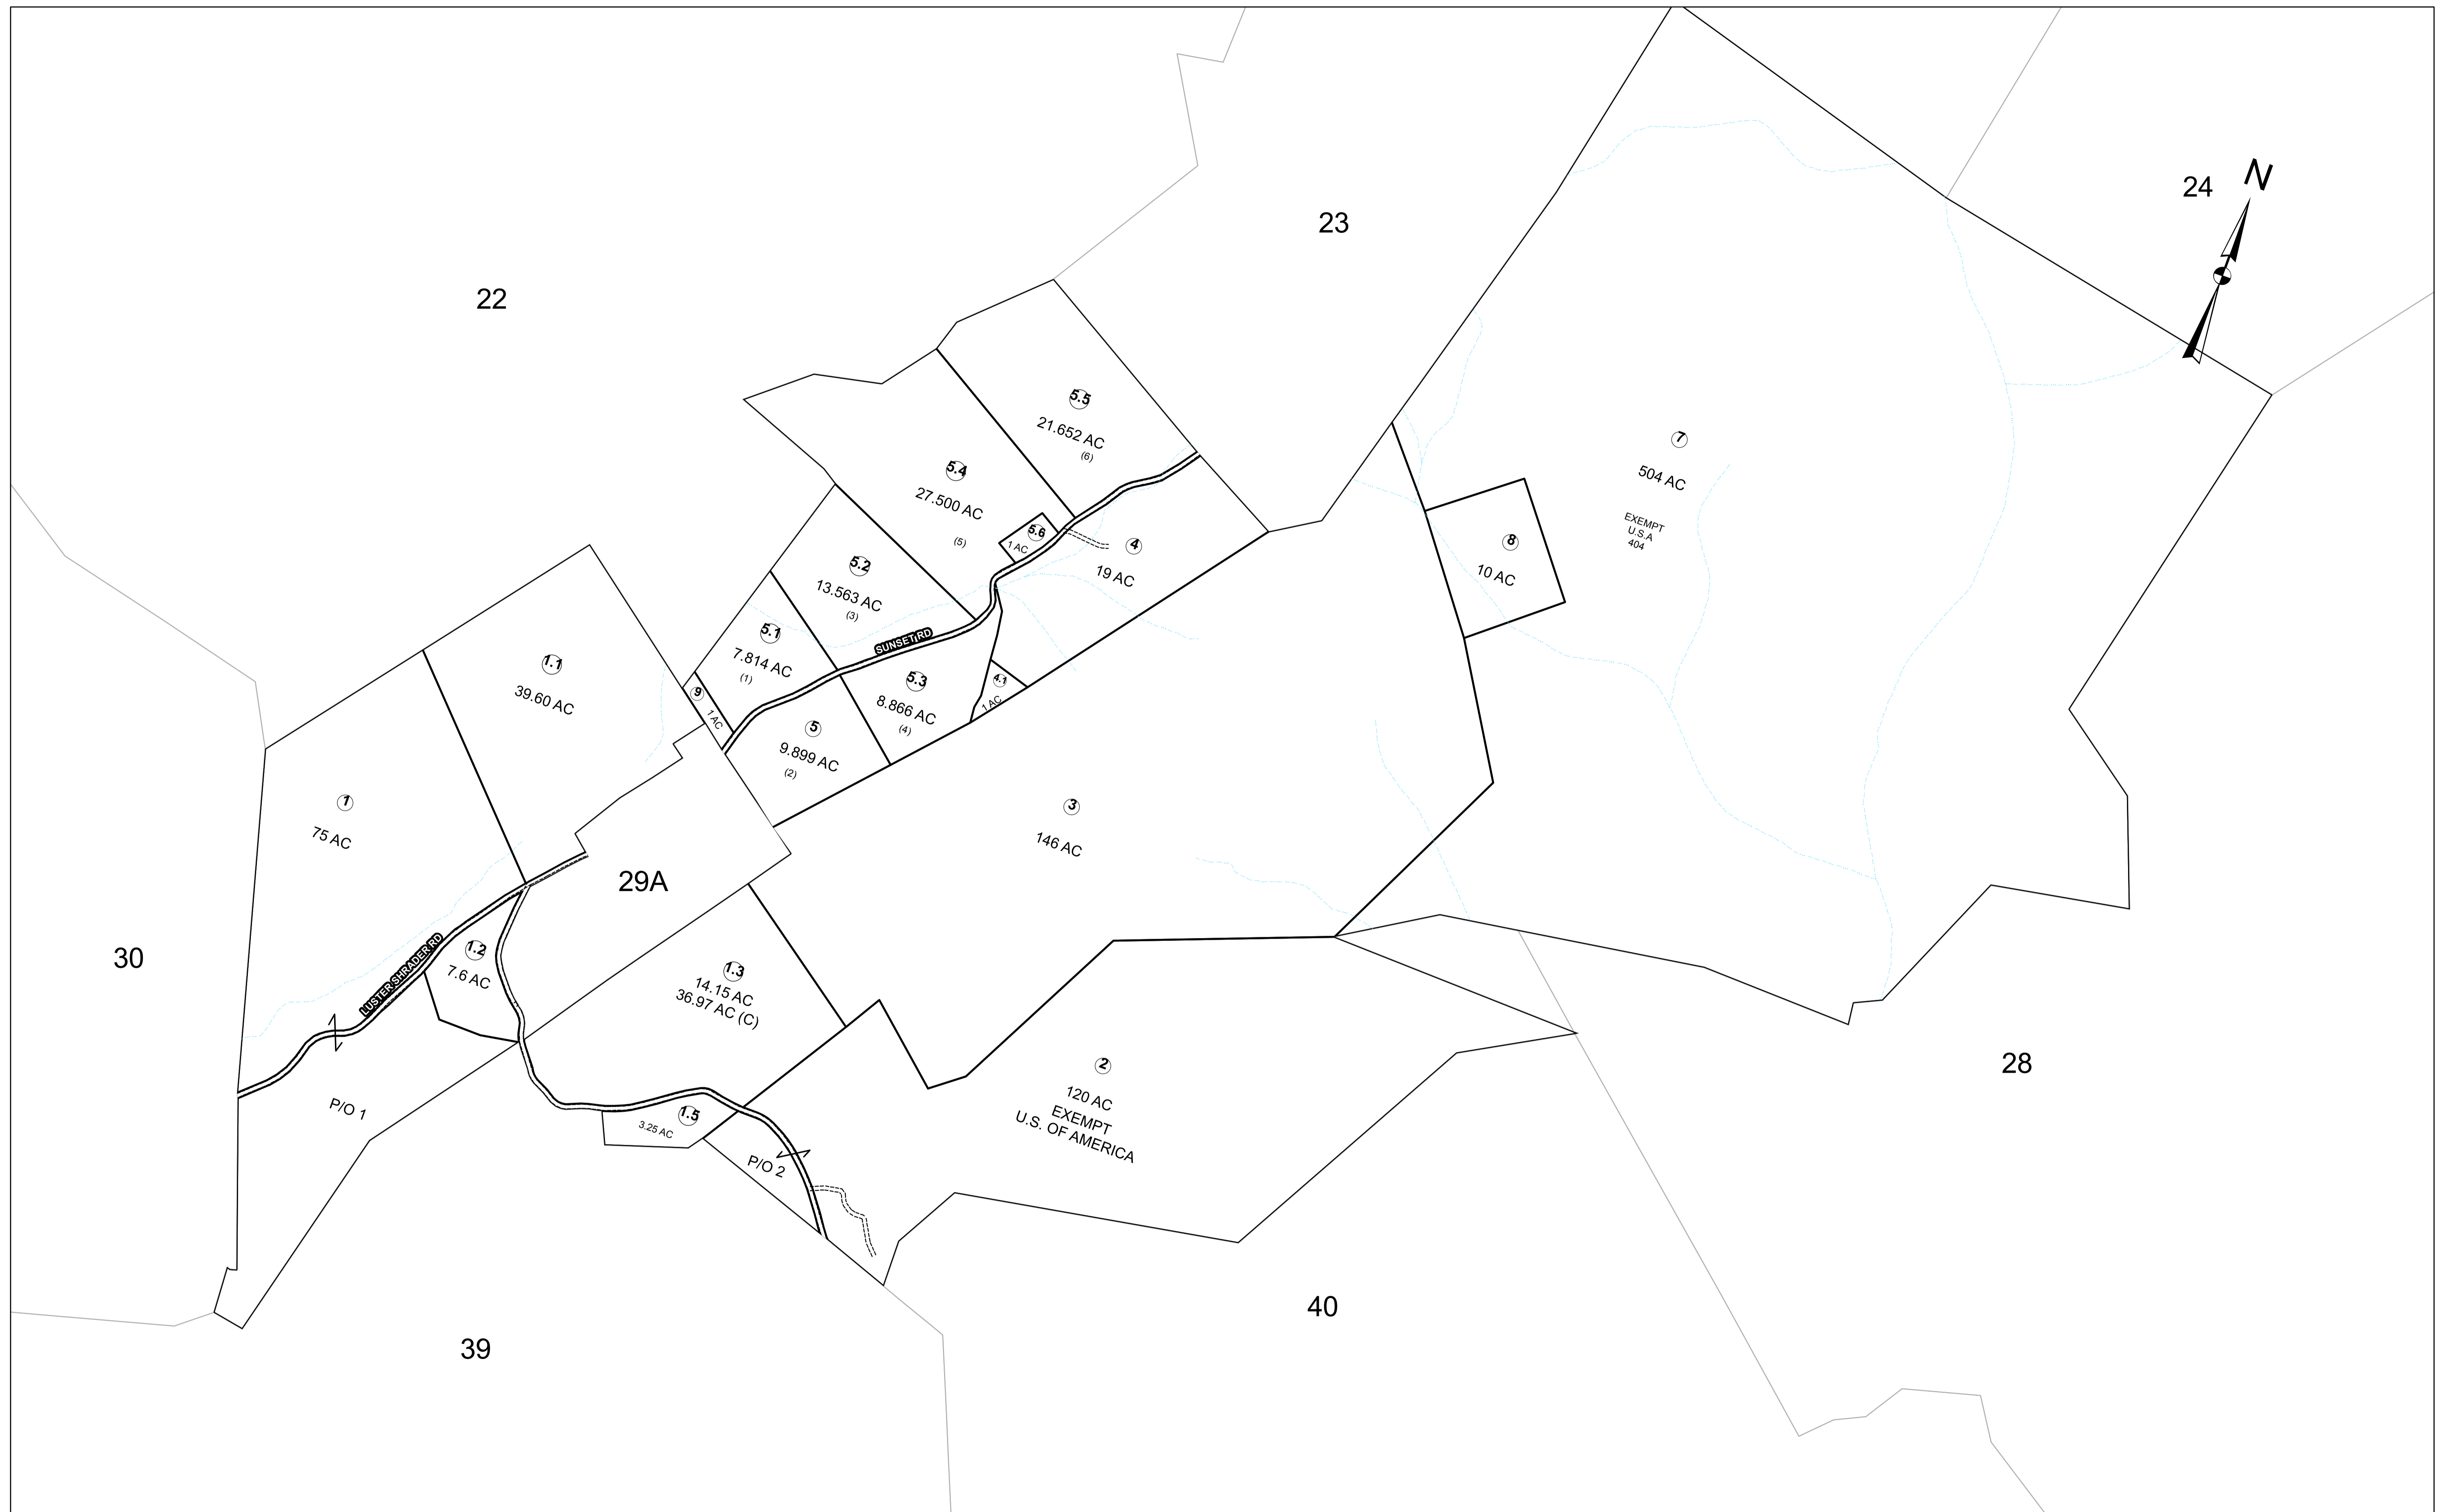 24
N
23
22
5.5
21.652 AC
(6)
5.4
27.500 AC
(5)
5.6
1 AC
4
19 AC
7
504 AC
EXEMPT
U.S.A
404
8
10 AC
5.2
13.563 AC
(3)
5.1
7.814 AC
(1)
SUNSET RD
9
1 AC
5.3
8.866 AC
(4)
4.1
1 AC
5
9.899 AC
(2)
1.1
39.60 AC
1
75 AC
3
146 AC
29A
30
LUSTER SHRADER RD
1.2
7.6 AC
1.3
14.15 AC
36.97 AC (C)
2
120 AC
EXEMPT
U.S. OF AMERICA
28
P/O 1
1.5
3.25 AC
P/O 2
40
39